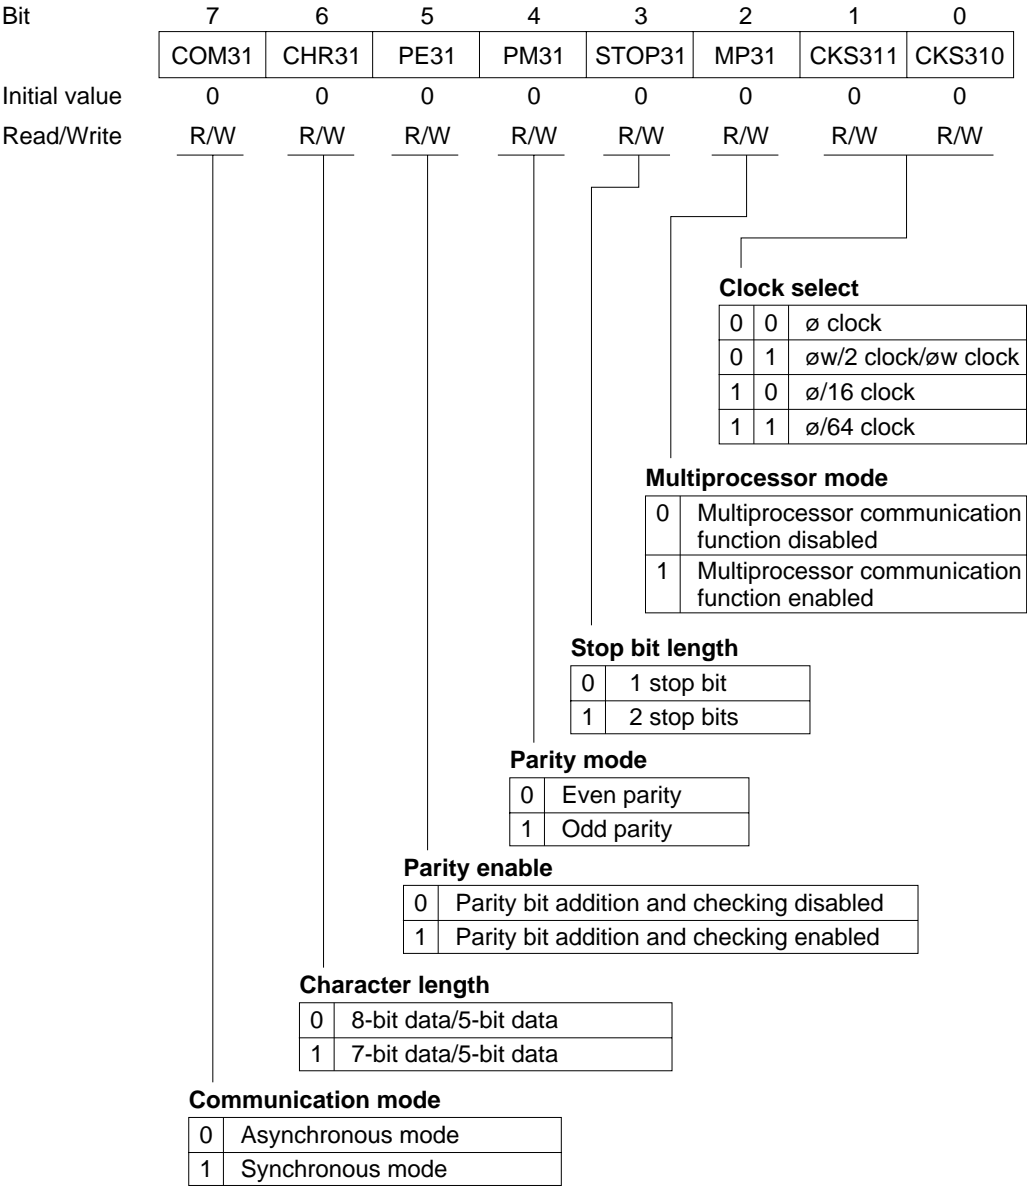 Bit 7 6 5 4 3 2 1 0
COM31 CHR31 PE31 PM31 STOP31 MP31 CKS311 CKS310
Initial value 0 0 0 0 0 0 0 0
Read/Write R/W R/W R/W R/W R/W R/W R/W R/W
Clock select
0 0 ø clock
0 1 øw/2 clock/øw clock
1 0 ø/16 clock
1 1 ø/64 clock
Multiprocessor mode
0 Multiprocessor communication
function disabled
1 Multiprocessor communication
function enabled
Stop bit length
0 1 stop bit
1 2 stop bits
Parity mode
0 Even parity
1 Odd parity
Parity enable
0 Parity bit addition and checking disabled
1 Parity bit addition and checking enabled
Character length
0 8-bit data/5-bit data
1 7-bit data/5-bit data
Communication mode
0 Asynchronous mode
1 Synchronous mode